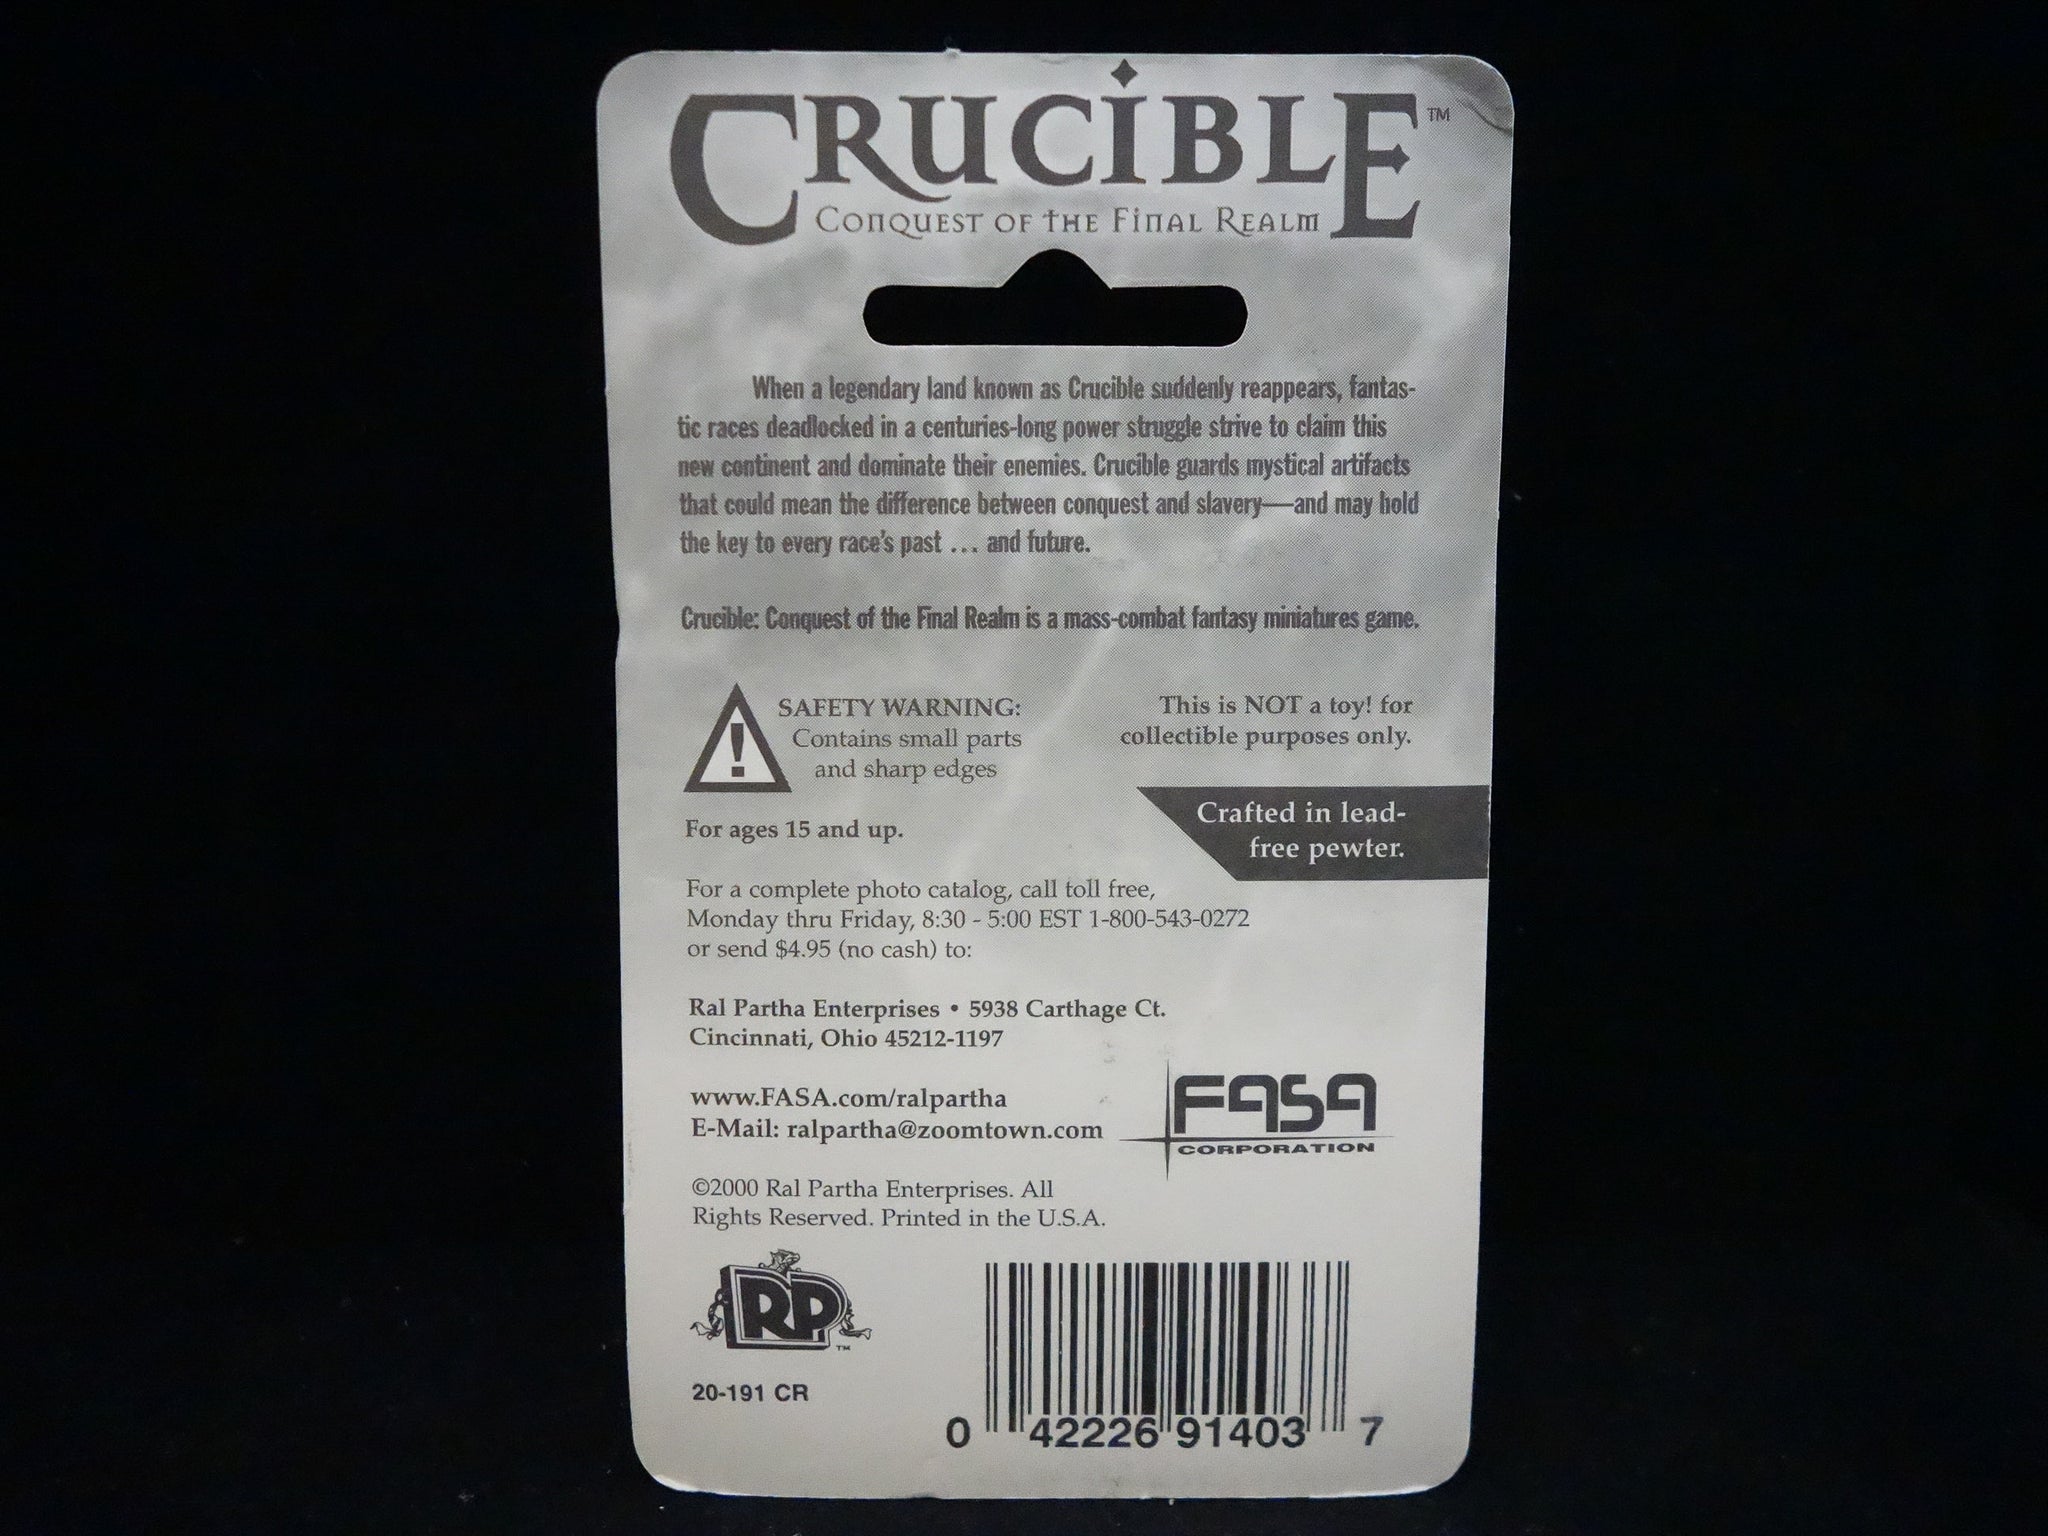 CRUCIBLE™
CONQUEST OF THE FINAL REALM
When a legendary land known as Crucible suddenly reappears, fantas-
tic races deadlocked in a centuries-long power struggle strive to claim this
new continent and dominate their enemies. Crucible guards mystical artifacts
that could mean the difference between conquest and slavery—and may hold
the key to every race's past ... and future.
Crucible: Conquest of the Final Realm is a mass-combat fantasy miniatures game.
SAFETY WARNING:
Contains small parts
and sharp edges
This is NOT a toy! for
collectible purposes only.
Crafted in lead-
free pewter.
For ages 15 and up.
For a complete photo catalog, call toll free,
Monday thru Friday, 8:30 - 5:00 EST 1-800-543-0272
or send $4.95 (no cash) to:
Ral Partha Enterprises • 5938 Carthage Ct.
Cincinnati, Ohio 45212-1197
www.FASA.com/ralpartha
E-Mail: ralpartha@zoomtown.com
FASA
CORPORATION
©2000 Ral Partha Enterprises. All
Rights Reserved. Printed in the U.S.A.
RP™
20-191 CR
0 42226 91403 7